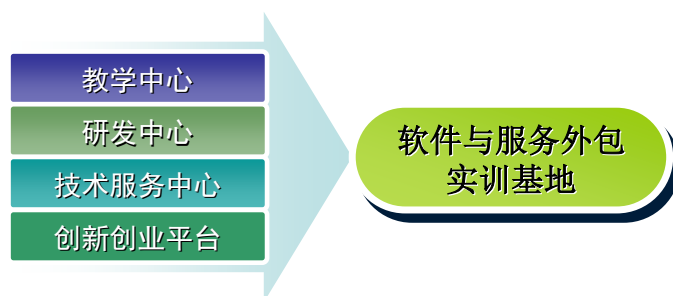 教学中心
研发中心
技术服务中心
创新创业平台
软件与服务外包
实训基地